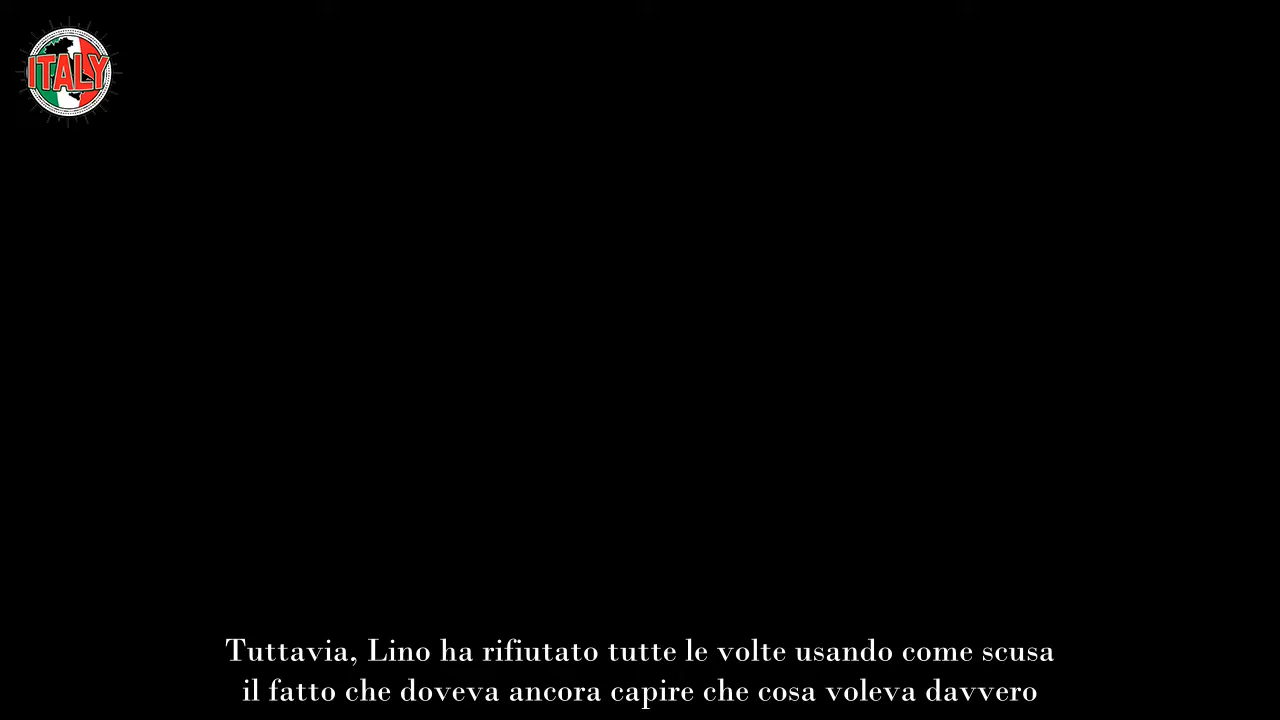 ITALY
Tuttavia, Lino ha rifiutato tutte le volte usando come scusa
il fatto che doveva ancora capire che cosa voleva davvero